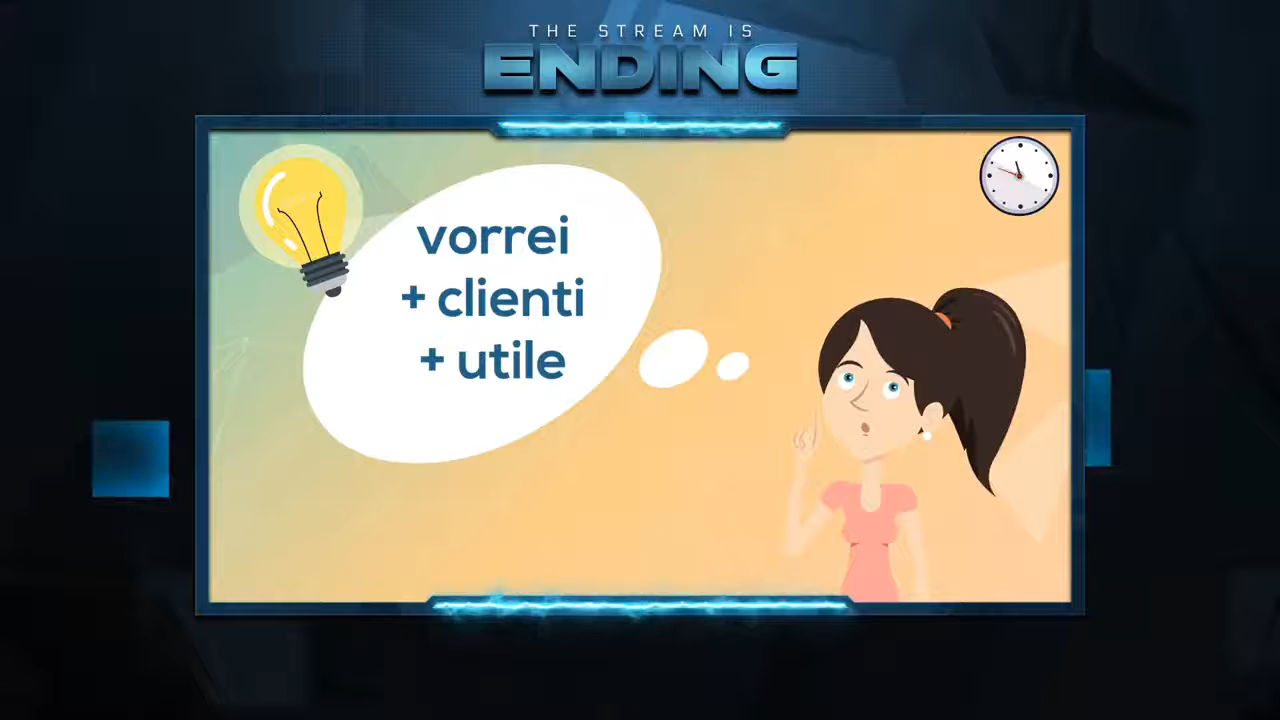 THE STREAM IS
ENDING
vorrei
+ clienti
+ utile